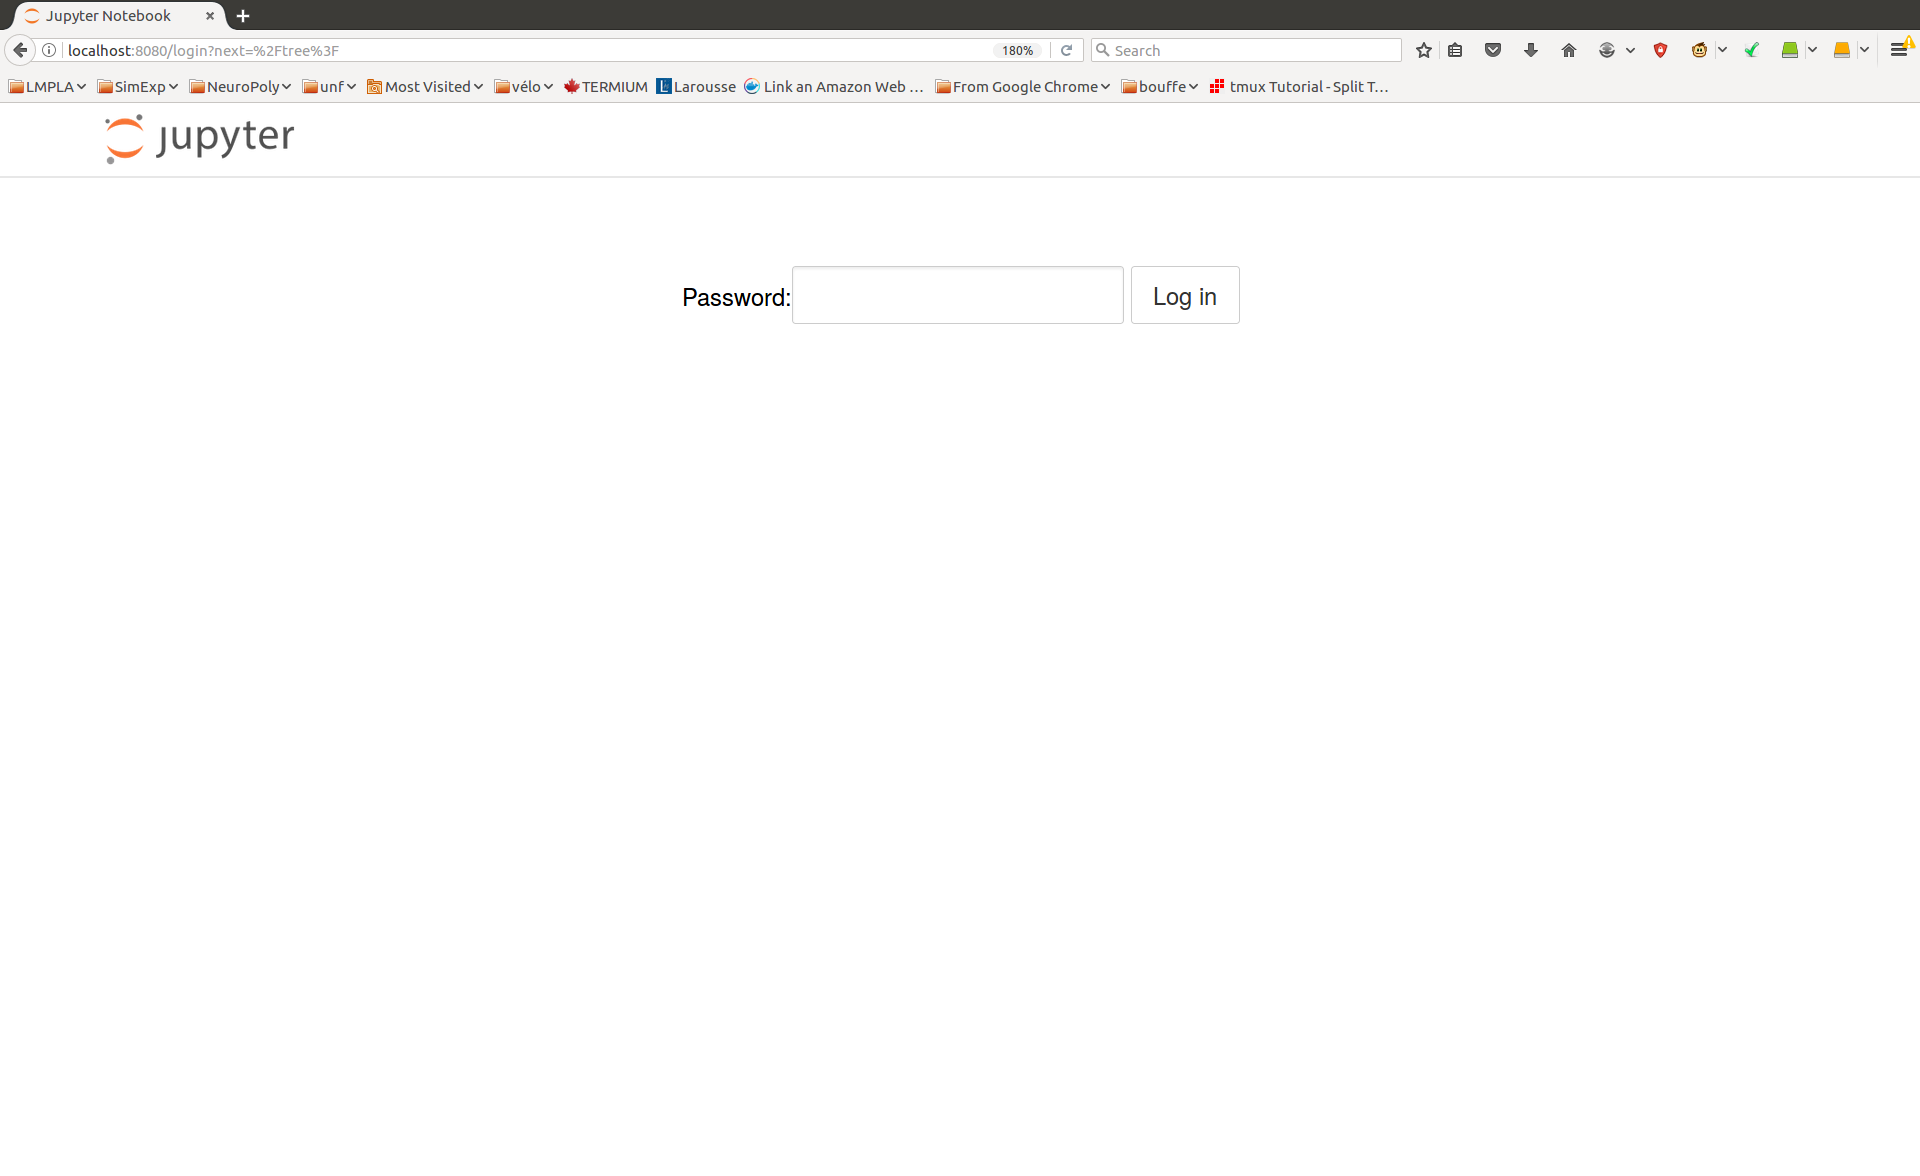 Jupyter Notebook
localhost:8080/login?next=%2Ftree%3F 180% Search
LMPLA SimExp NeuroPoly unf Most Visited vélo TERMIUM Larousse Link an Amazon Web ... From Google Chrome bouffe tmux Tutorial - Split T...
jupyter
Password: Log in